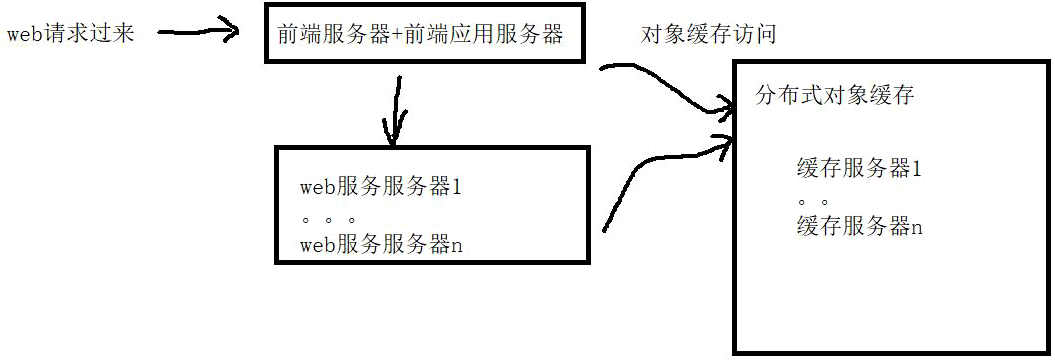 web请求过来
前端服务器+前端应用服务器
对象缓存访问
web服务服务器1
。。。
web服务服务器n
分布式对象缓存
缓存服务器1
。。
缓存服务器n